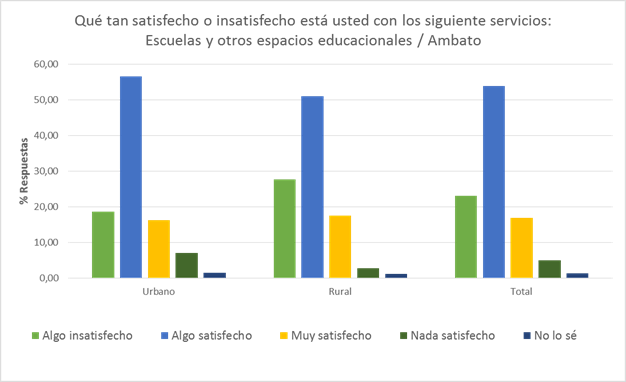 Qué tan satisfecho o insatisfecho está usted con los siguiente servicios:
Escuelas y otros espacios educacionales / Ambato
60,00
50,00
40,00
30,00
20,00
10,00
0,00
% Respuestas
Urbano Rural Total
Algo insatisfecho Algo satisfecho Muy satisfecho Nada satisfecho No lo sé